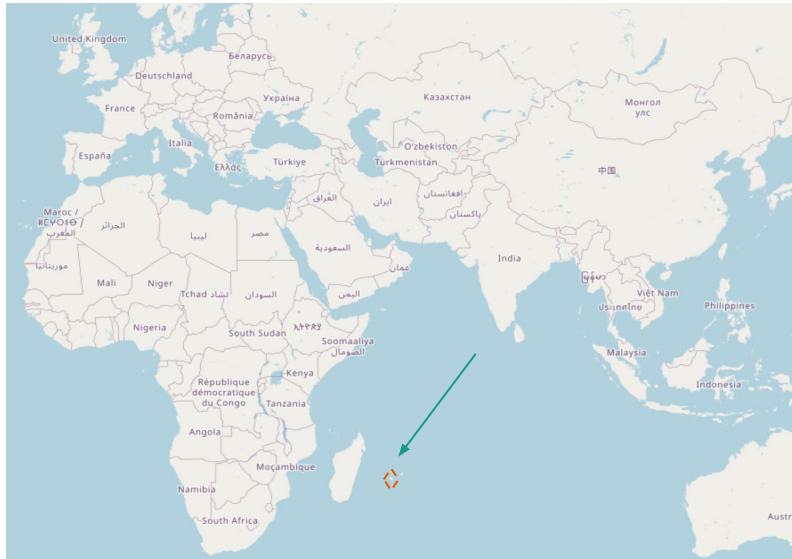 United Kingdom
Беларусь
Deutschland
Україна
Казахстан
Монгол
улс
France
România
Italia
O'zbekiston
España
Ελλάς
Türkiye
Türkmenistan
中国
افغانستان
العراق
ایران
پاکستان
Maroc /
ⵍⵎⵖⵔⵉⴱ /
المغرب
الجزائر
ليبيا
مصر
السعودية
India
موريتانيا
عمان
မြန်မာ
Mali
Niger
Tchad تشاد
السودان
اليمن
Việt Nam
ประเทศไทย
Philippines
Nigeria
South Sudan
ኢትዮጵያ
Soomaaliya
الصومال
Malaysia
Kenya
République
démocratique
du Congo
Indonesia
Tanzania
Angola
Moçambique
Namibia
South Africa
Austr